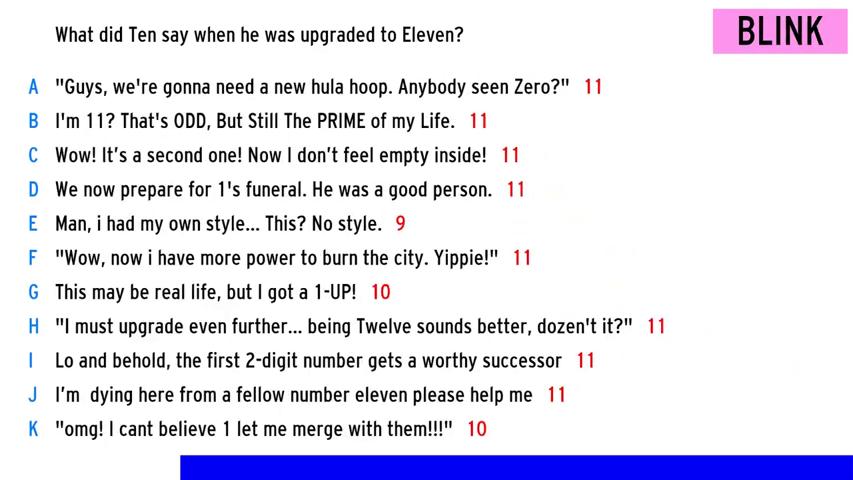 What did Ten say when he was upgraded to Eleven?
BLINK
A "Guys, we're gonna need a new hula hoop. Anybody seen Zero?" 11
B I'm 11? That's ODD, But Still The PRIME of my Life. 11
C Wow! It's a second one! Now I don't feel empty inside! 11
D We now prepare for 1's funeral. He was a good person. 11
E Man, i had my own style... This? No style. 9
F "Wow, now i have more power to burn the city. Yippie!" 11
G This may be real life, but I got a 1-UP! 10
H "I must upgrade even further... being Twelve sounds better, dozen't it?" 11
I Lo and behold, the first 2-digit number gets a worthy successor 11
J I'm  dying here from a fellow number eleven please help me 11
K "omg! I cant believe 1 let me merge with them!!!" 10